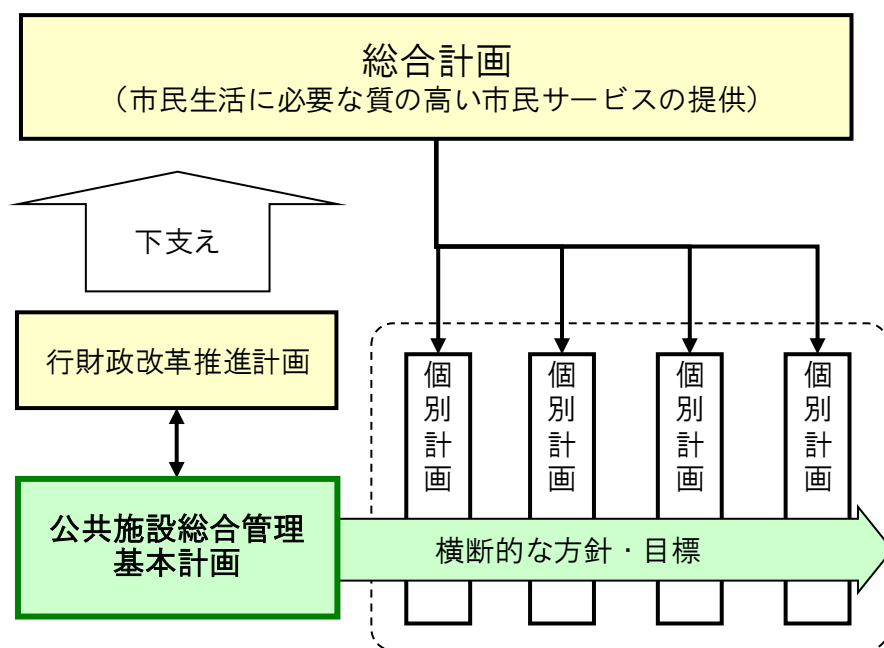 総合計画
（市民生活に必要な質の高い市民サービスの提供）
下支え
行財政改革推進計画
個別計画
個別計画
個別計画
個別計画
公共施設総合管理
基本計画
横断的な方針・目標